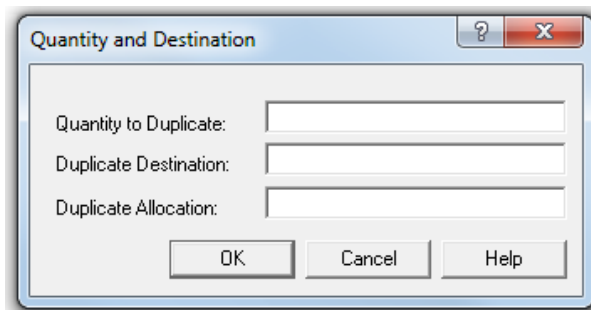 Quantity and Destination
Quantity to Duplicate:
Duplicate Destination:
Duplicate Allocation:
OK Cancel Help